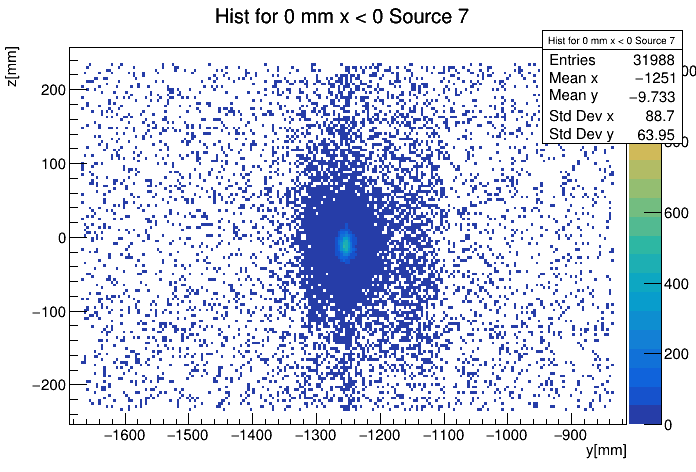 Hist for 0 mm x < 0 Source 7
Hist for 0 mm x < 0 Source 7
Entries 31988
Mean x −1251
Mean y −9.733
Std Dev x 88.7
Std Dev y 63.95
z[mm]
200
100
0
−100
−200
−1600 −1500 −1400 −1300 −1200 −1100 −1000 −900
y[mm]
600
400
200
0